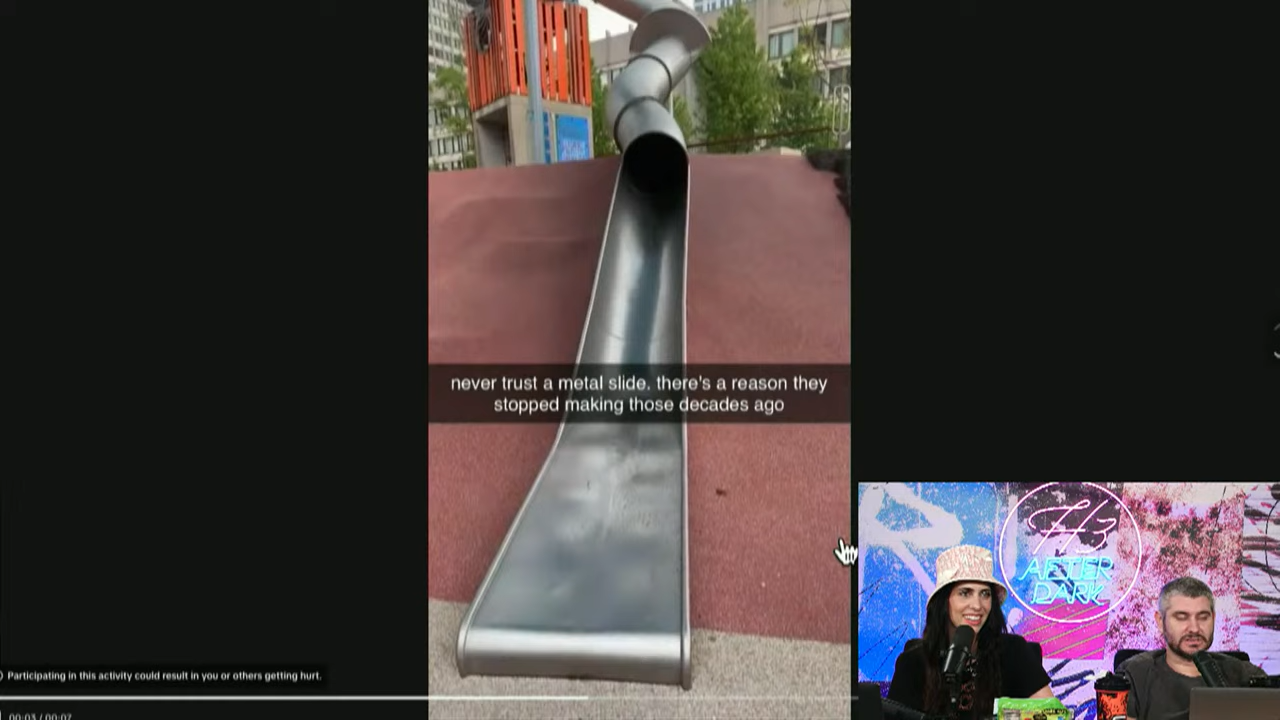 never trust a metal slide. there's a reason they
stopped making those decades ago
H3
AFTER
DARK
Participating in this activity could result in you or others getting hurt.
00:03 / 00:07